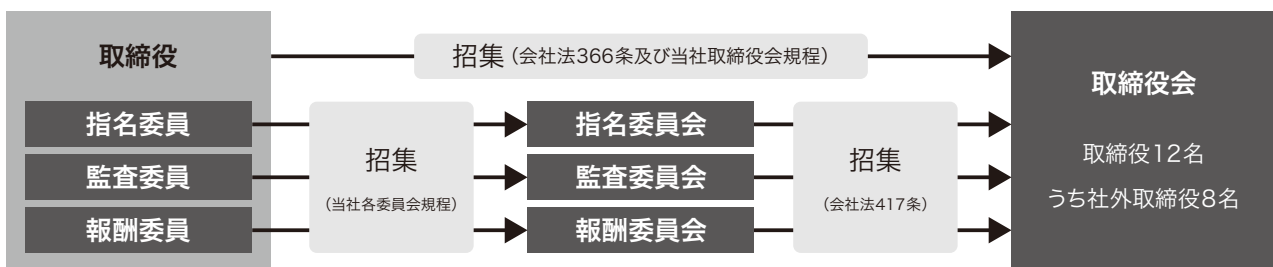 取締役
招集（会社法366条及び当社取締役会規程）
指名委員
監査委員
報酬委員
招集
（当社各委員会規程）
指名委員会
監査委員会
報酬委員会
招集
（会社法417条）
取締役会
取締役12名
うち社外取締役8名